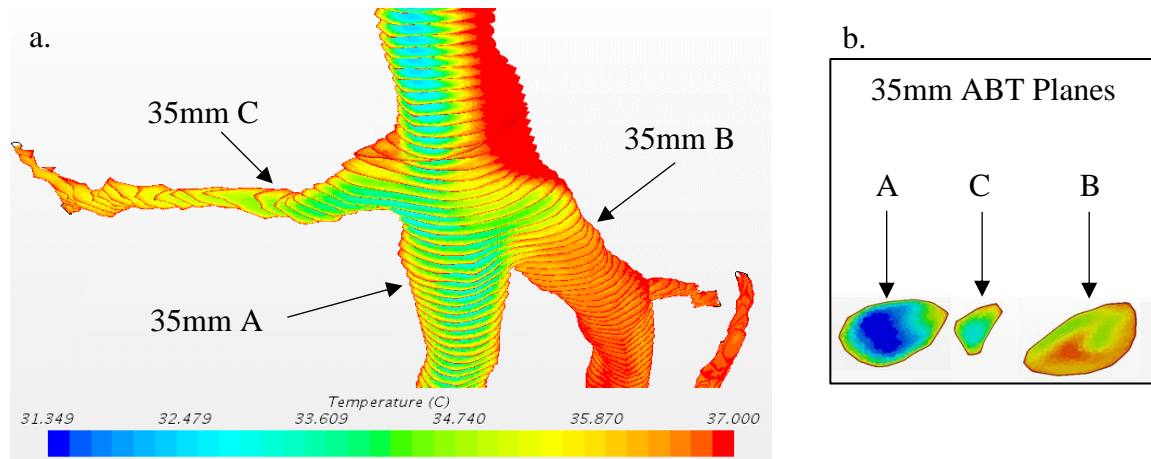 a.
35mm C
35mm B
35mm A
Temperature (C)
31.349 32.479 33.609 34.740 35.870 37.000
b.
35mm ABT Planes
A C B